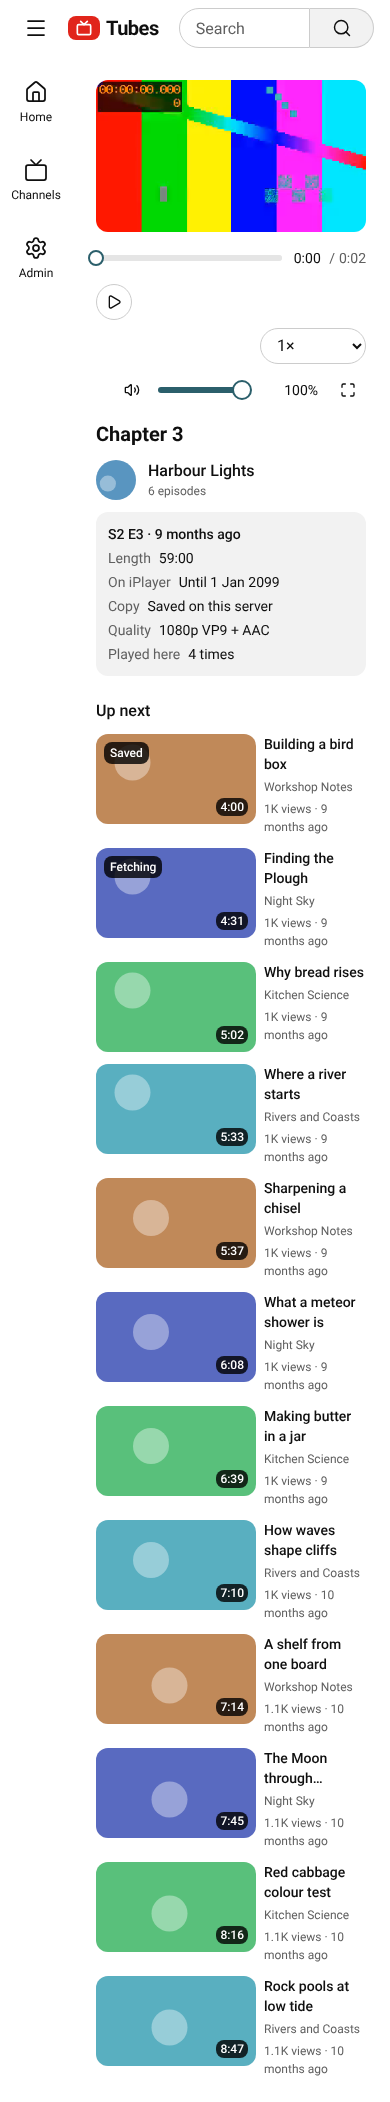 Tubes
Search
Home
Channels
Admin
00:00:00.000
0
0:00 / 0:02
1×
100%
Chapter 3
Harbour Lights
6 episodes
S2 E3 · 9 months ago
Length 59:00
On iPlayer Until 1 Jan 2099
Copy Saved on this server
Quality 1080p VP9 + AAC
Played here 4 times
Up next
Saved
4:00
Building a bird
box
Workshop Notes
1K views · 9
months ago
Fetching
4:31
Finding the
Plough
Night Sky
1K views · 9
months ago
5:02
Why bread rises
Kitchen Science
1K views · 9
months ago
5:33
Where a river
starts
Rivers and Coasts
1K views · 9
months ago
5:37
Sharpening a
chisel
Workshop Notes
1K views · 9
months ago
6:08
What a meteor
shower is
Night Sky
1K views · 9
months ago
6:39
Making butter
in a jar
Kitchen Science
1K views · 9
months ago
7:10
How waves
shape cliffs
Rivers and Coasts
1K views · 10
months ago
7:14
A shelf from
one board
Workshop Notes
1.1K views · 10
months ago
7:45
The Moon
through…
Night Sky
1.1K views · 10
months ago
8:16
Red cabbage
colour test
Kitchen Science
1.1K views · 10
months ago
8:47
Rock pools at
low tide
Rivers and Coasts
1.1K views · 10
months ago